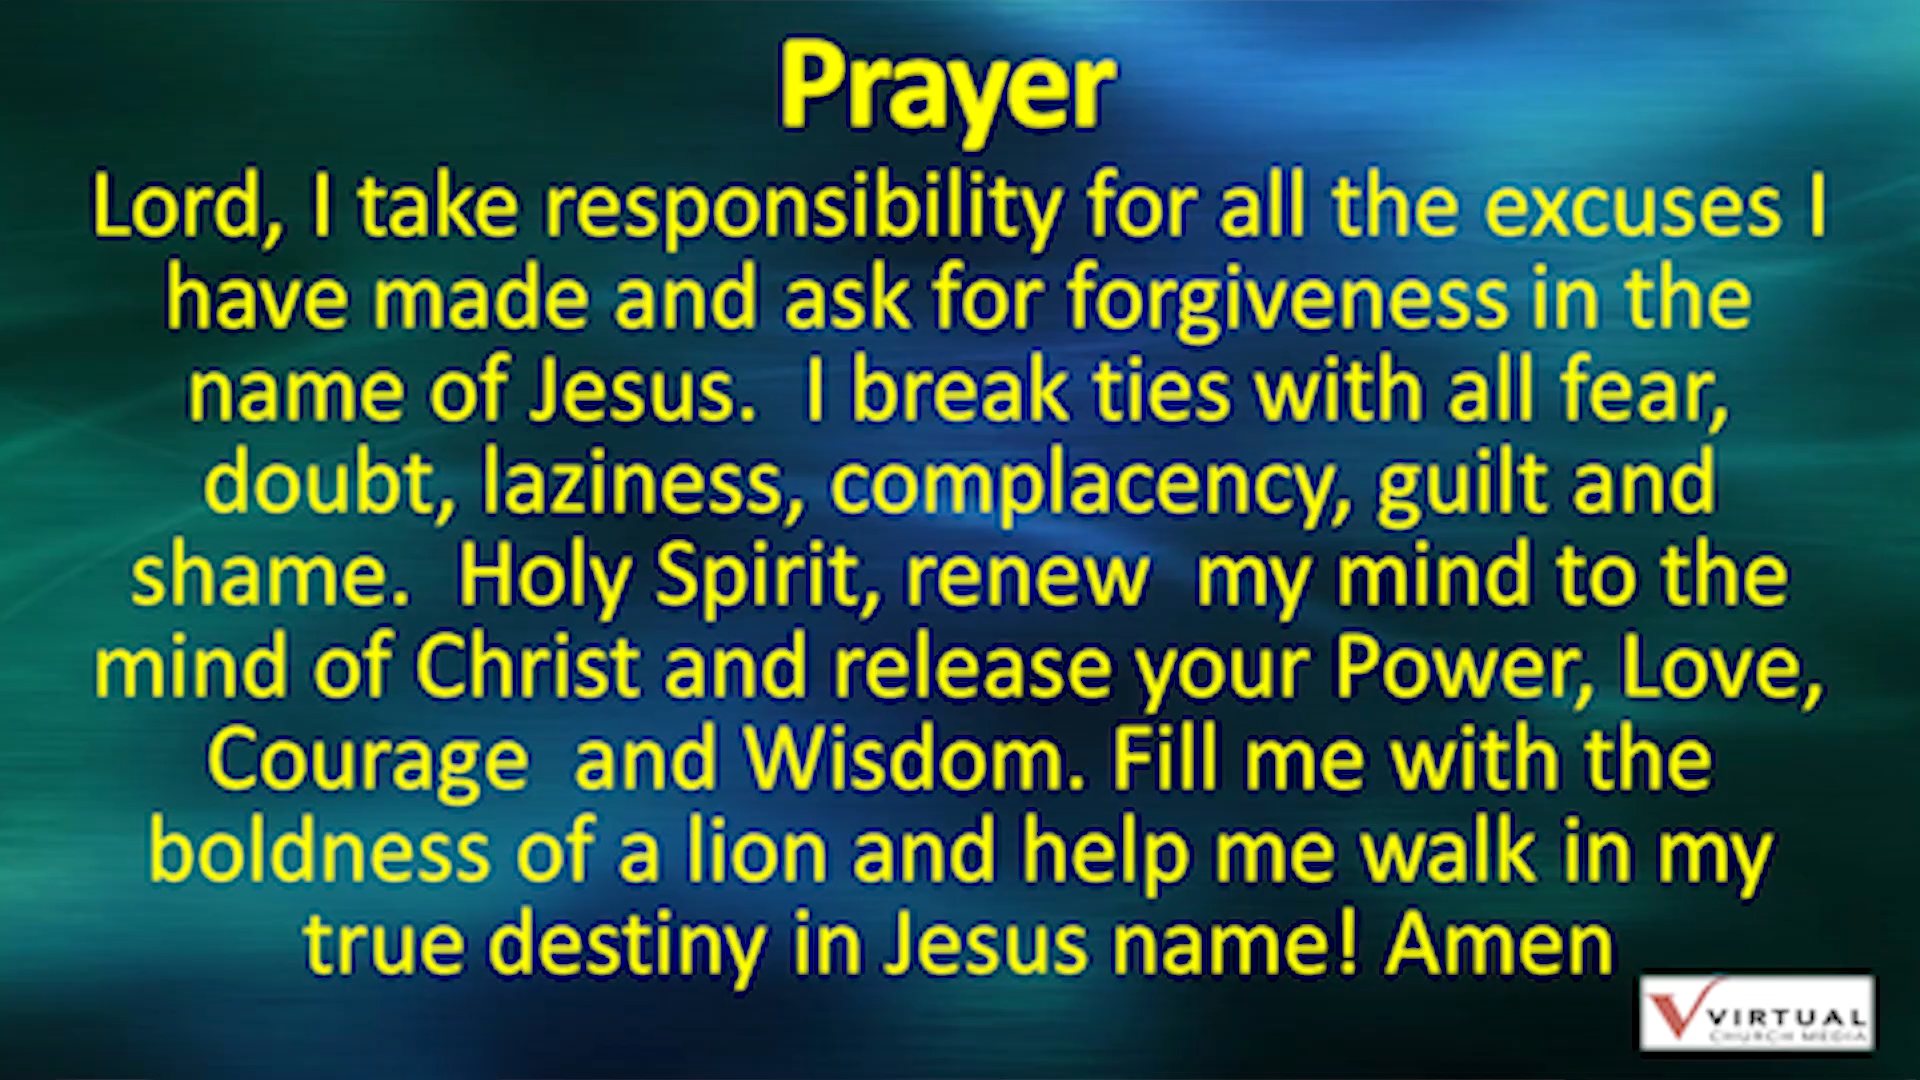 Prayer
Lord, I take responsibility for all the excuses I
have made and ask for forgiveness in the
name of Jesus.  I break ties with all fear,
doubt, laziness, complacency, guilt and
shame.  Holy Spirit, renew  my mind to the
mind of Christ and release your Power, Love,
Courage  and Wisdom. Fill me with the
boldness of a lion and help me walk in my
true destiny in Jesus name! Amen
VIRTUAL
CHURCH MEDIA